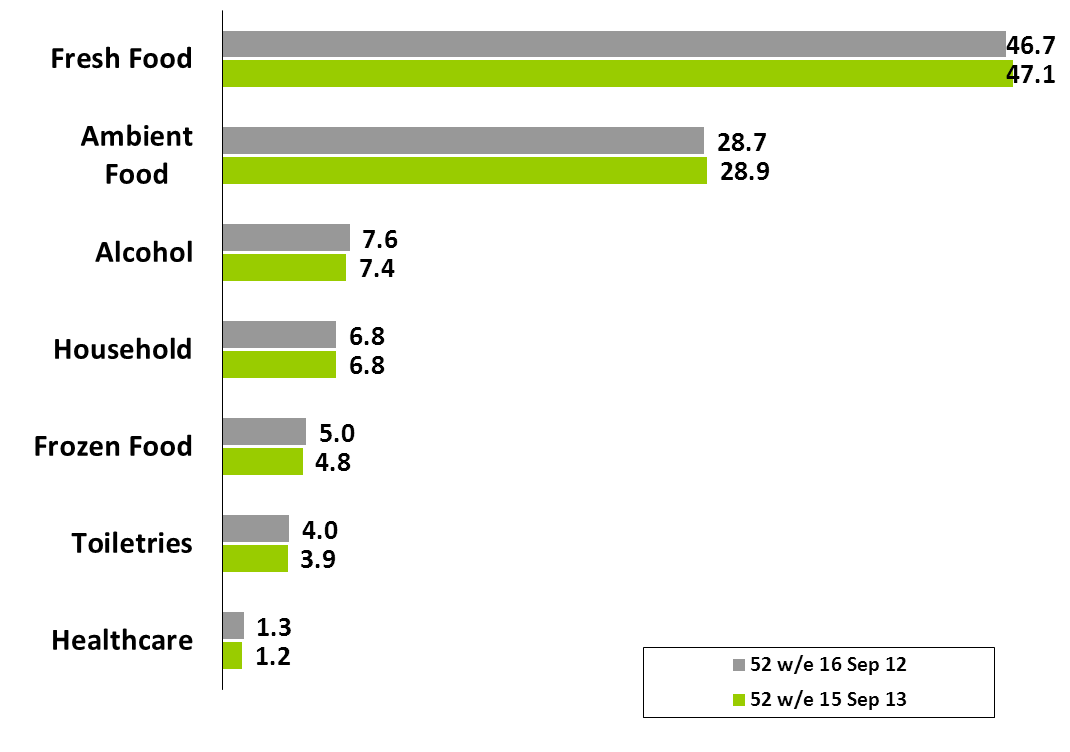 Fresh Food
46.7
47.1
Ambient
Food
28.7
28.9
Alcohol
7.6
7.4
Household
6.8
6.8
Frozen Food
5.0
4.8
Toiletries
4.0
3.9
Healthcare
1.3
1.2
52 w/e 16 Sep 12
52 w/e 15 Sep 13